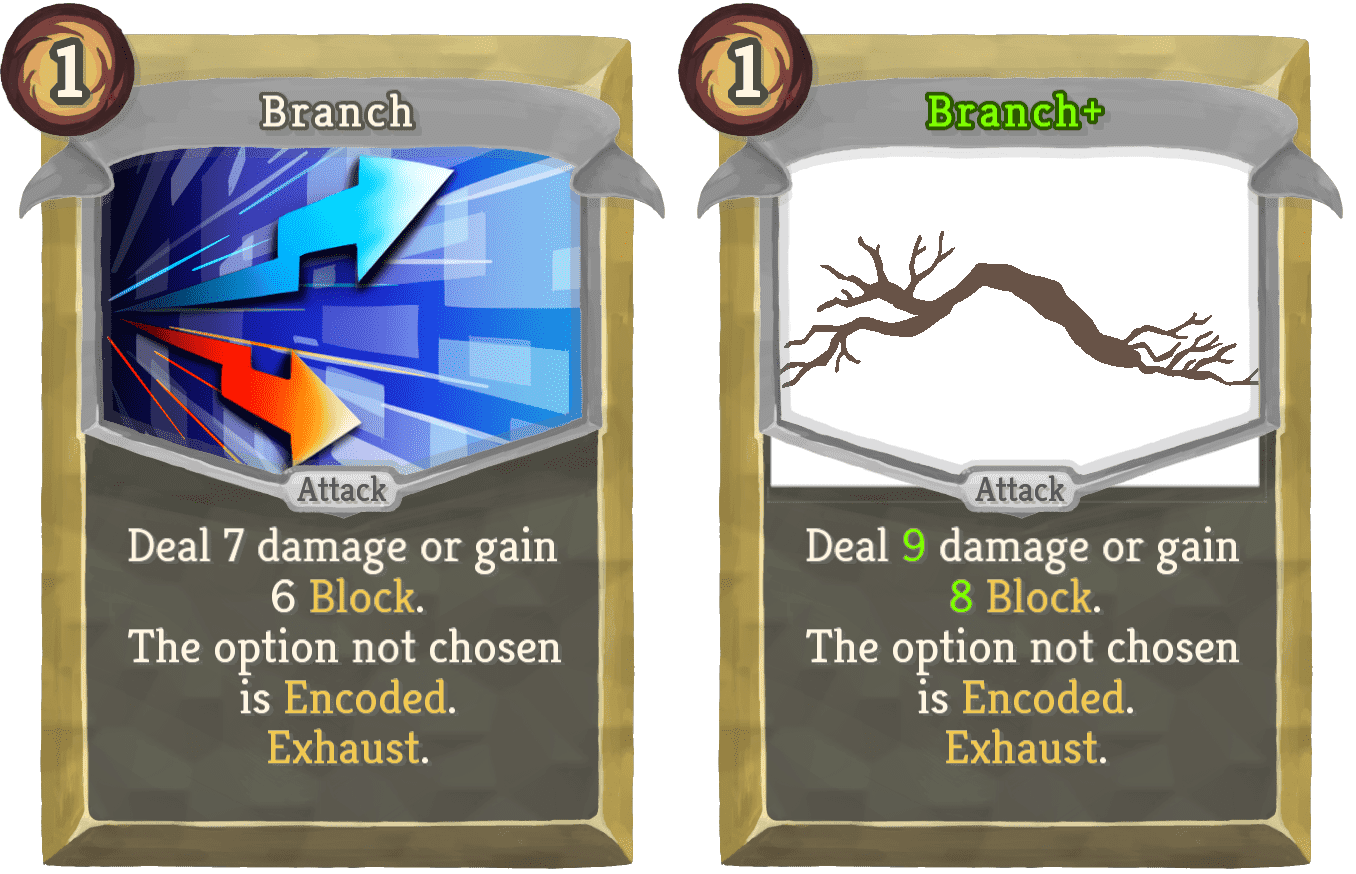 1
Branch
Attack
Deal 7 damage or gain
6 Block.
The option not chosen
is Encoded.
Exhaust.
1
Branch+
Attack
Deal 9 damage or gain
8 Block.
The option not chosen
is Encoded.
Exhaust.